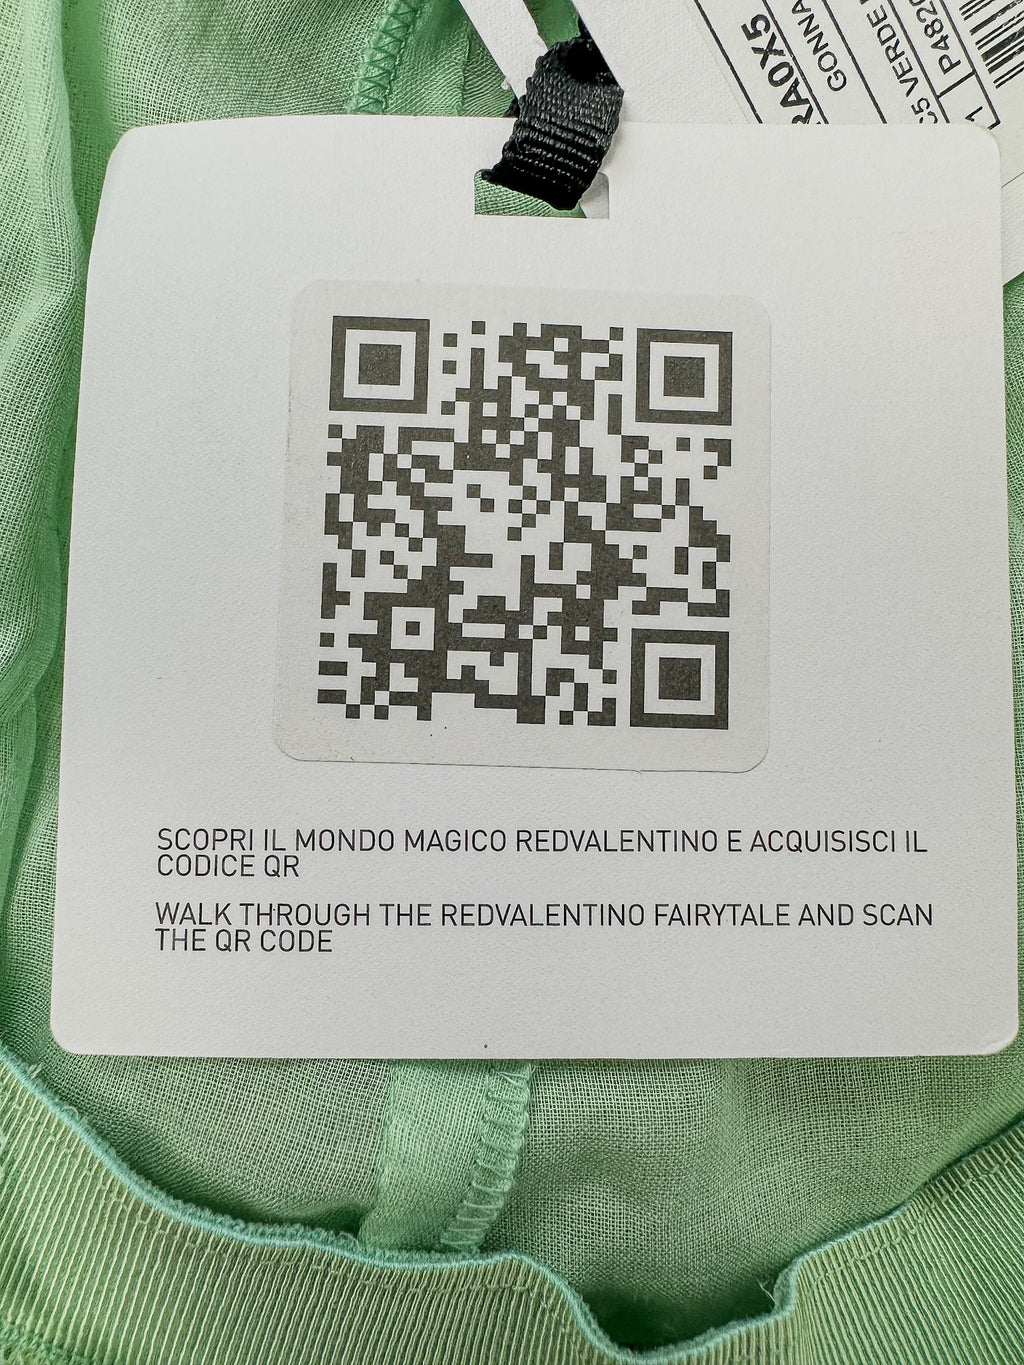 RA0X5
GONNA
C5 VERDE
P4820
SCOPRI IL MONDO MAGICO REDVALENTINO E ACQUISISCI IL
CODICE QR
WALK THROUGH THE REDVALENTINO FAIRYTALE AND SCAN
THE QR CODE